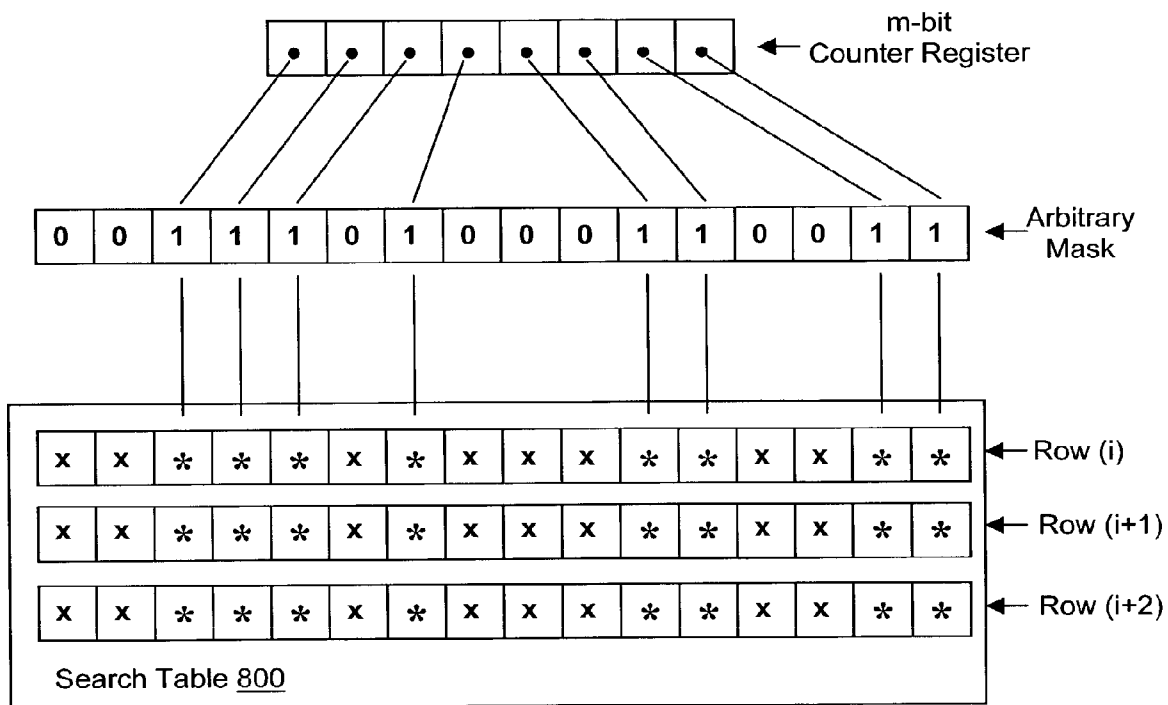 m-bit
Counter Register
0 0 1 1 1 0 1 0 0 0 1 1 0 0 1 1
Arbitrary
Mask
x x * * * x * x x x * * x x * *
Row (i)
x x * * * x * x x x * * x x * *
Row (i+1)
x x * * * x * x x x * * x x * *
Row (i+2)
Search Table 800